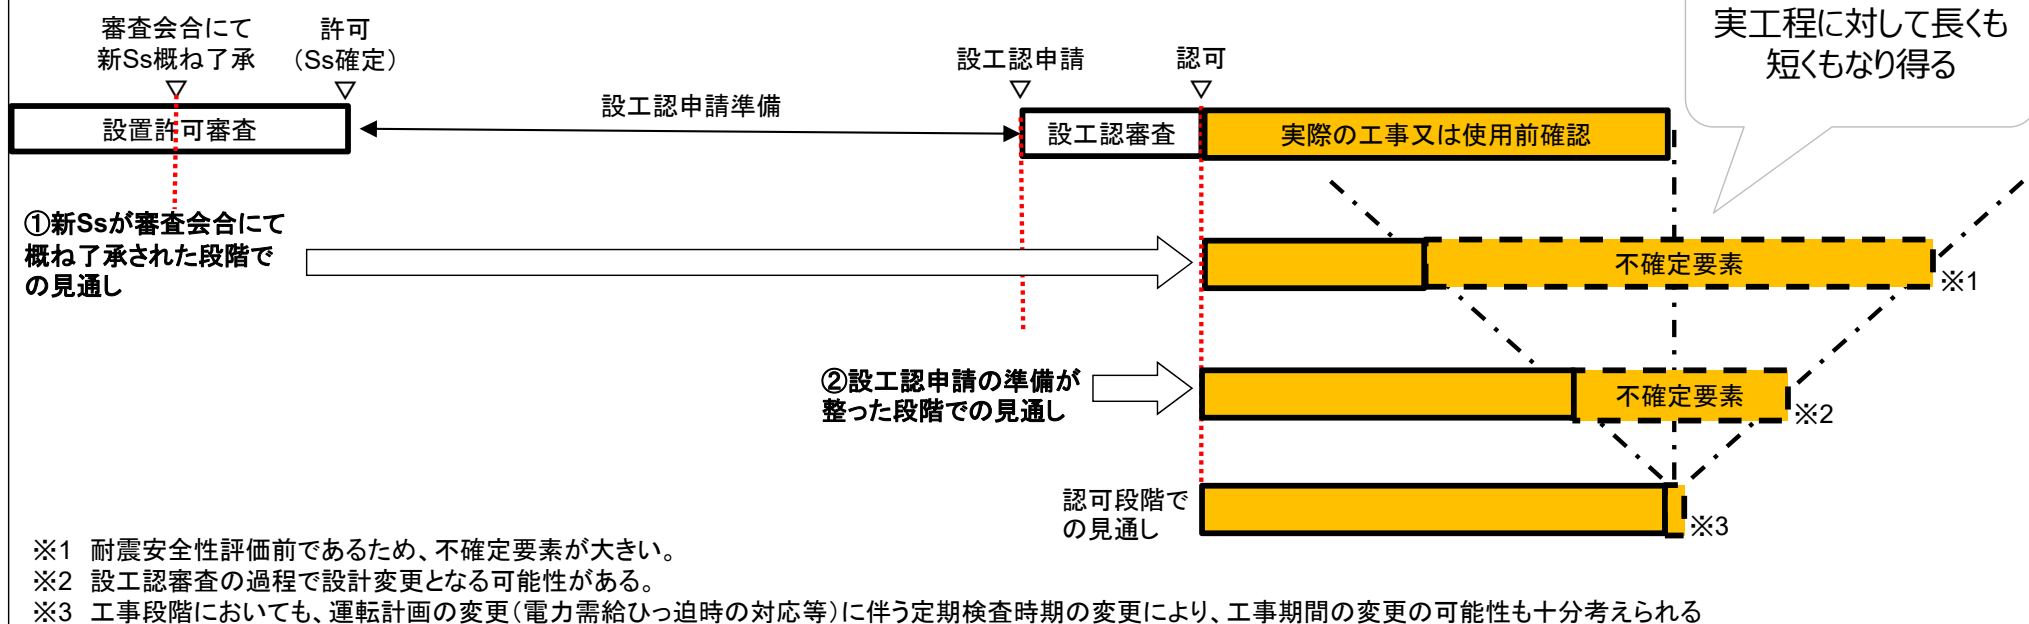 審査会合にて
新Ss概ね了承
許可
(Ss確定)
設工認申請
認可
実工程に対して長くも
短くもなり得る
▽
▽
▽
▽
設置許可審査
設工認申請準備
設工認審査
実際の工事又は使用前確認
①新Ssが審査会合にて
概ね了承された段階で
の見通し
不確定要素
※1
②設工認申請の準備が
整った段階での見通し
不確定要素
※2
認可段階で
の見通し
※3
※1 耐震安全性評価前であるため、不確定要素が大きい。
※2 設工認審査の過程で設計変更となる可能性がある。
※3 工事段階においても、運転計画の変更(電力需給ひっ迫時の対応等)に伴う定期検査時期の変更により、工事期間の変更の可能性も十分考えられる